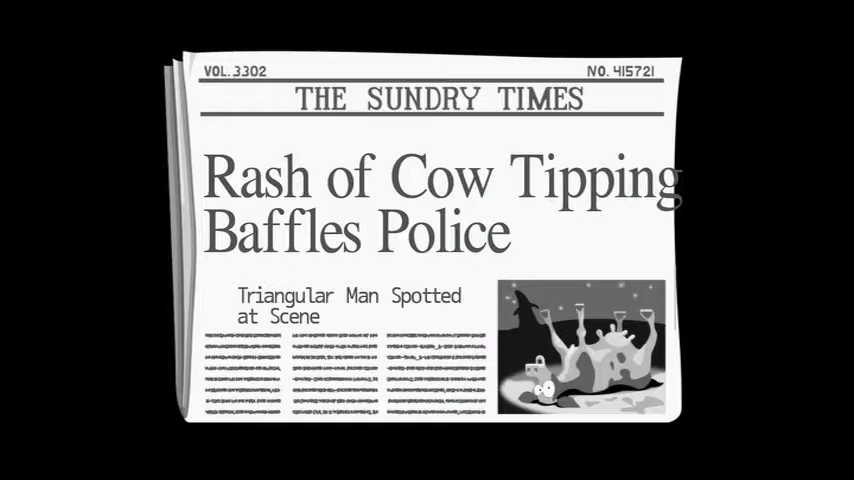 VOL. 3302 NO. 415721
THE SUNDRY TIMES
Rash of Cow Tipping
Baffles Police
Triangular Man Spotted
at Scene